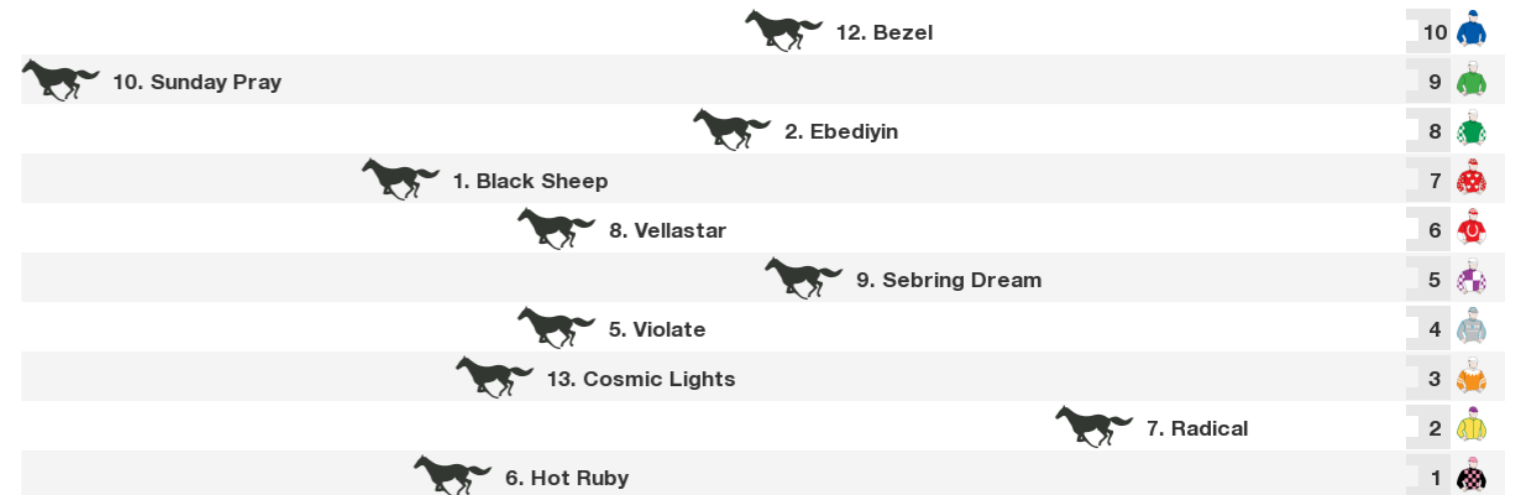 12. Bezel 10
10. Sunday Pray 9
2. Ebediyin 8
1. Black Sheep 7
8. Vellastar 6
9. Sebring Dream 5
5. Violate 4
13. Cosmic Lights 3
7. Radical 2
6. Hot Ruby 1